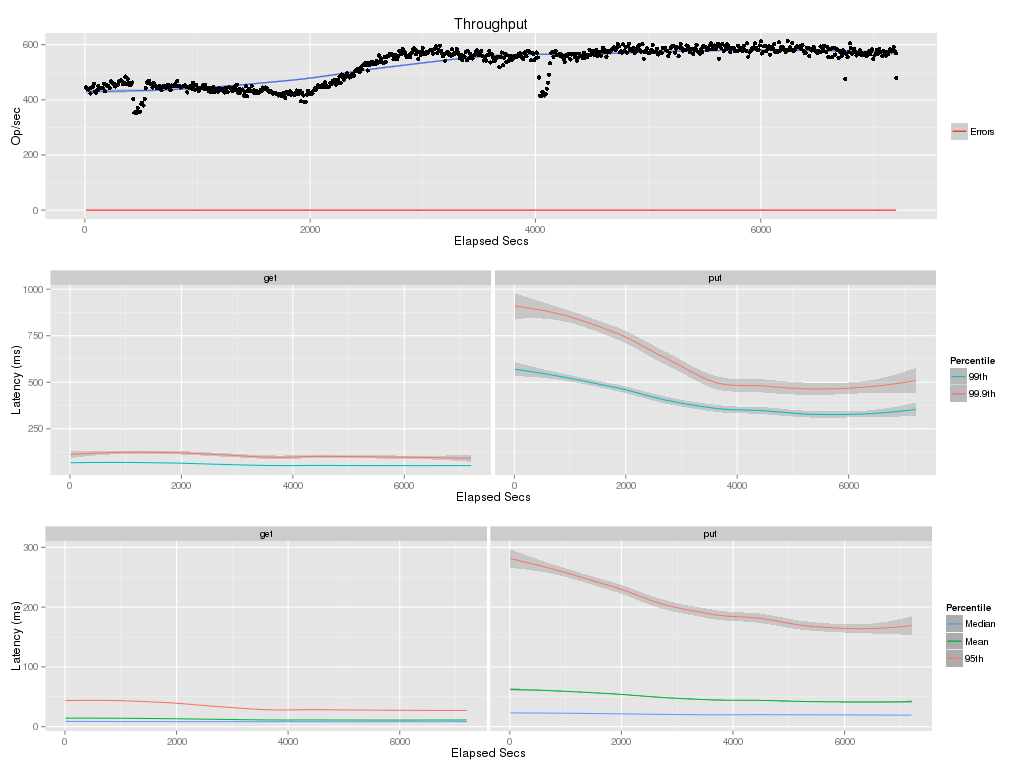 Throughput
600
400
200
0
Op/sec
0 2000 4000 6000
Elapsed Secs
Errors
get put
1000
750
500
250
Latency (ms)
0 2000 4000 6000 0 2000 4000 6000
Elapsed Secs
Percentile
99th
99.9th
get put
300
200
100
0
Latency (ms)
0 2000 4000 6000 0 2000 4000 6000
Elapsed Secs
Percentile
Median
Mean
95th